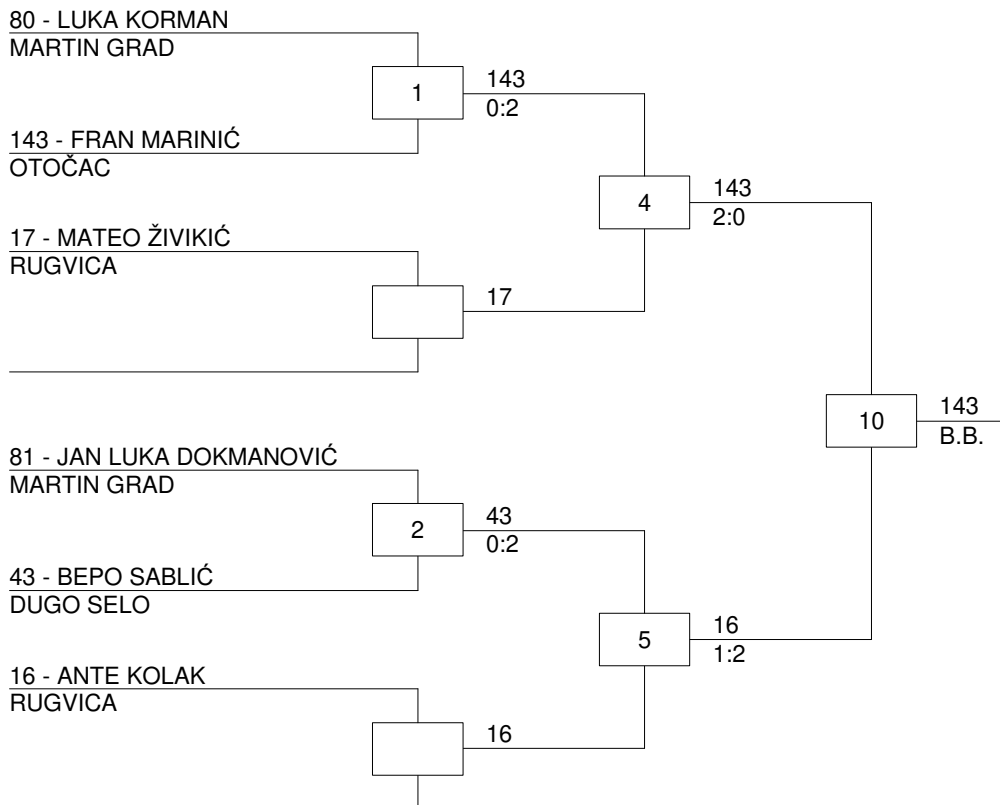 80 - LUKA KORMAN
MARTIN GRAD
1
143
0:2
143 - FRAN MARINIĆ
OTOČAC
4
143
2:0
17 - MATEO ŽIVIKIĆ
RUGVICA
17
10
143
B.B.
81 - JAN LUKA DOKMANOVIĆ
MARTIN GRAD
2
43
0:2
43 - BEPO SABLIĆ
DUGO SELO
5
16
1:2
16 - ANTE KOLAK
RUGVICA
16